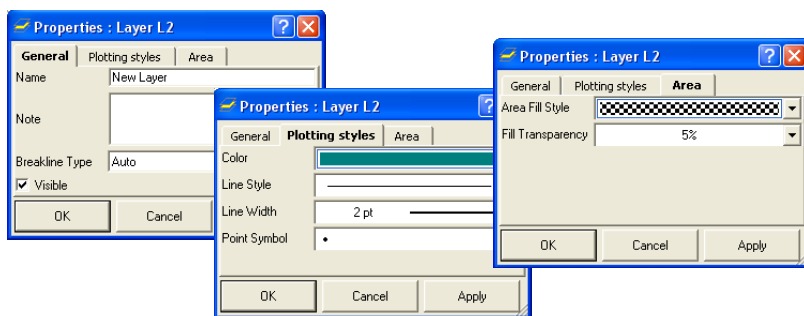 Properties : Layer L2
General Plotting styles Area
Name New Layer
Note
Breakline Type Auto
Visible
OK Cancel
Properties : Layer L2
General Plotting styles Area
Color
Line Style
Line Width 2 pt
Point Symbol
OK Cancel Apply
Properties : Layer L2
General Plotting styles Area
Area Fill Style
Fill Transparency 5%
OK Cancel Apply